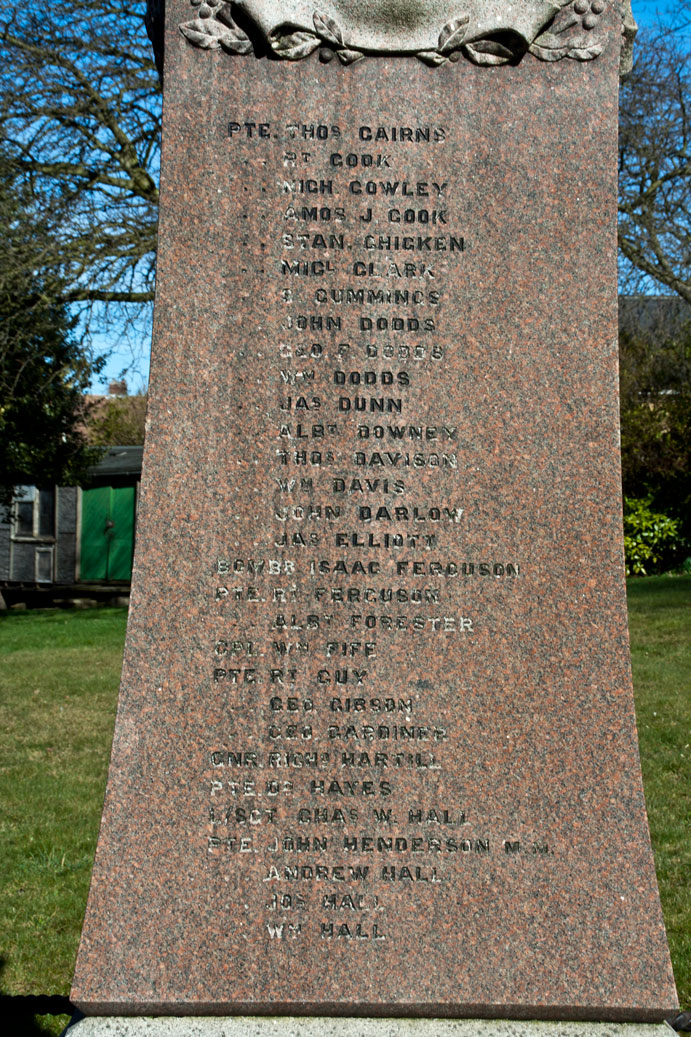 PTE. THOS CAIRNS
.. RT COOK
.. NICH. COWLEY
.. AMOS J. COOK
.. STAN. CHICKEN
.. MICL CLARK
.. CUMMINGS
.. JOHN DODDS
.. GEO F. DODDS
.. WM DODDS
.. JAS DUNN
.. ALBT DOWNEY
.. THOS DAVISON
.. WM DAVIS
.. JOHN DARLOW
.. JAS ELLIOTT
BOMBR ISAAC FERGUSON
PTE. RT FERGUSON
.. ALBT FORESTER
CPL. WM FIFE
PTE RT GUY
.. GEO. GIBSON
.. GEO. GARDINER
GNR. RICHD HARTILL
PTE. HAYES
L/SGT. CHAS W. HALL
PTE. JOHN HENDERSON M.M.
ANDREW HALL
JOS HALL
WM HALL